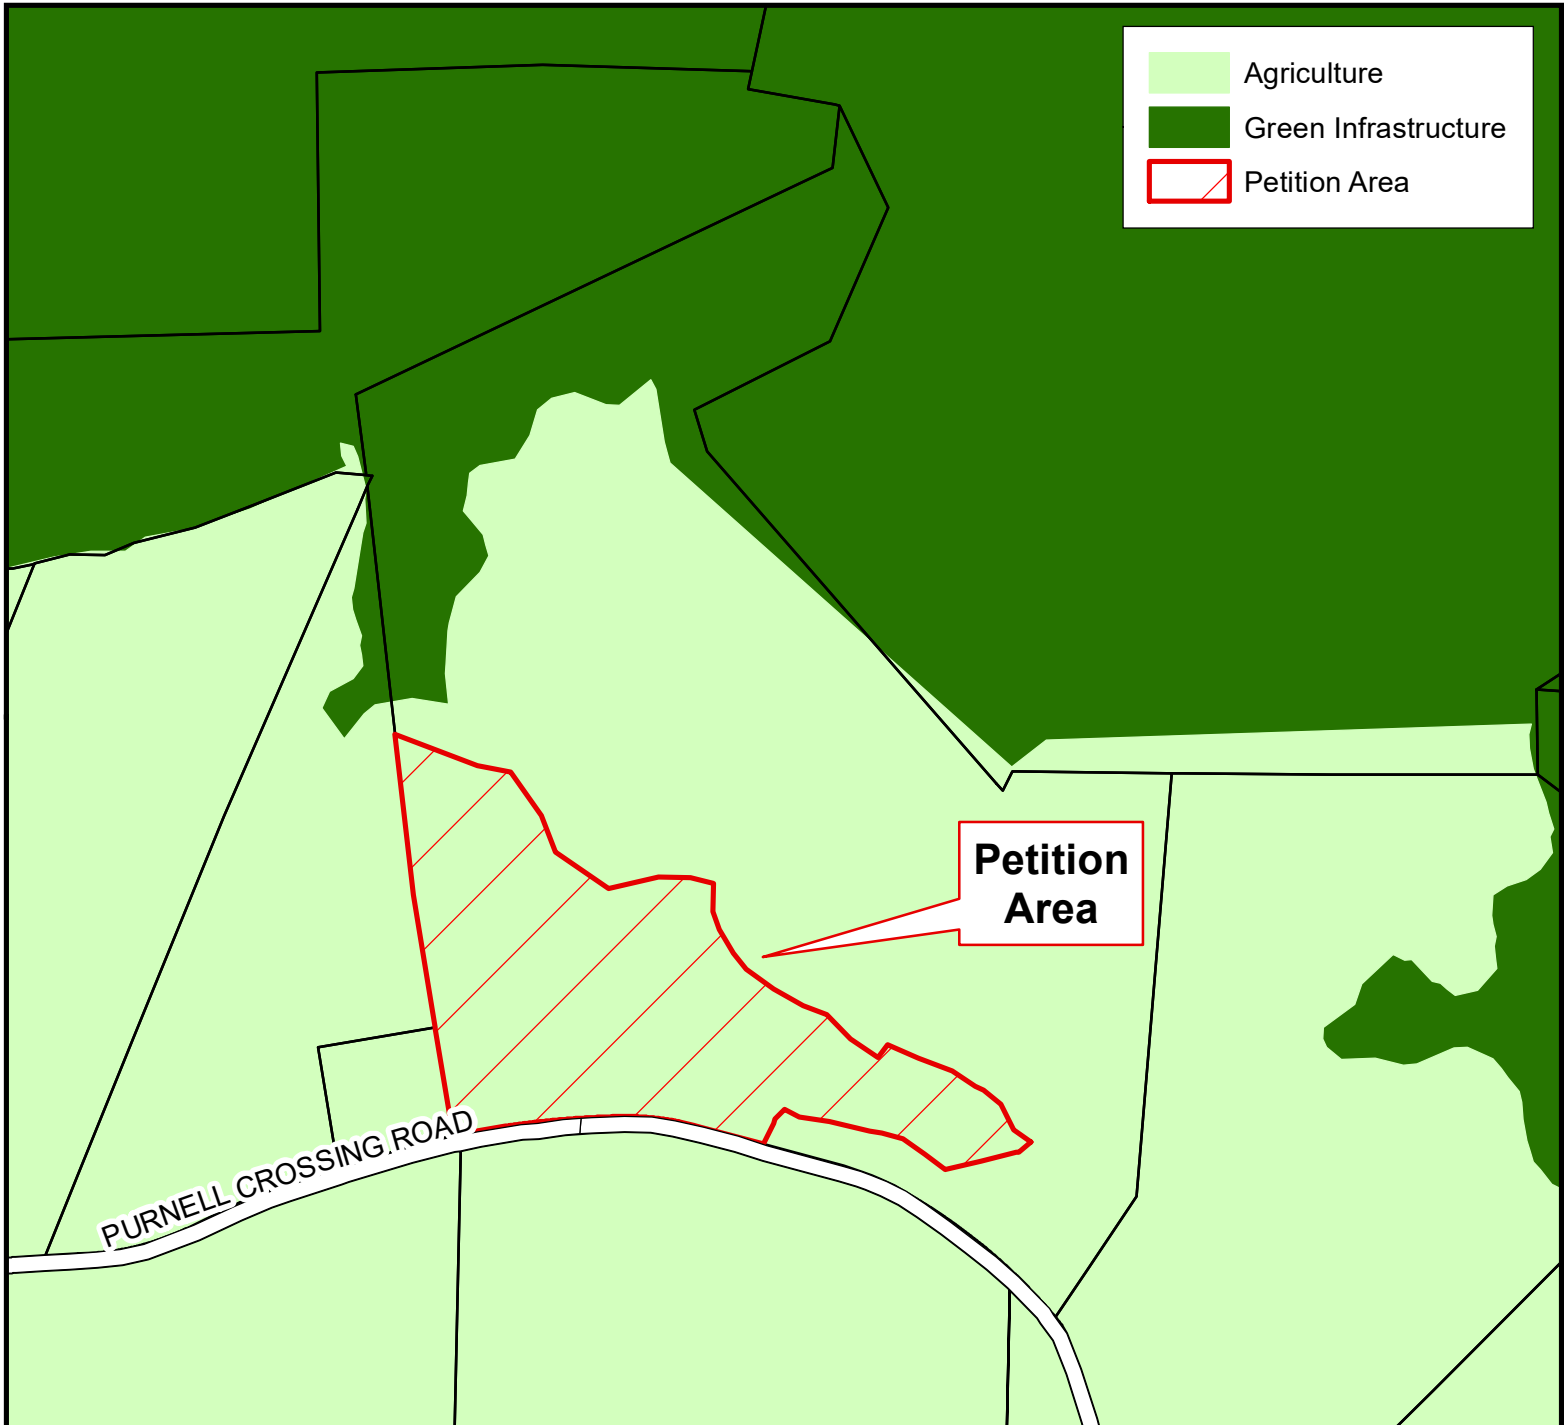 Agriculture
Green Infrastructure
Petition Area
Petition
Area
PURNELL CROSSING ROAD